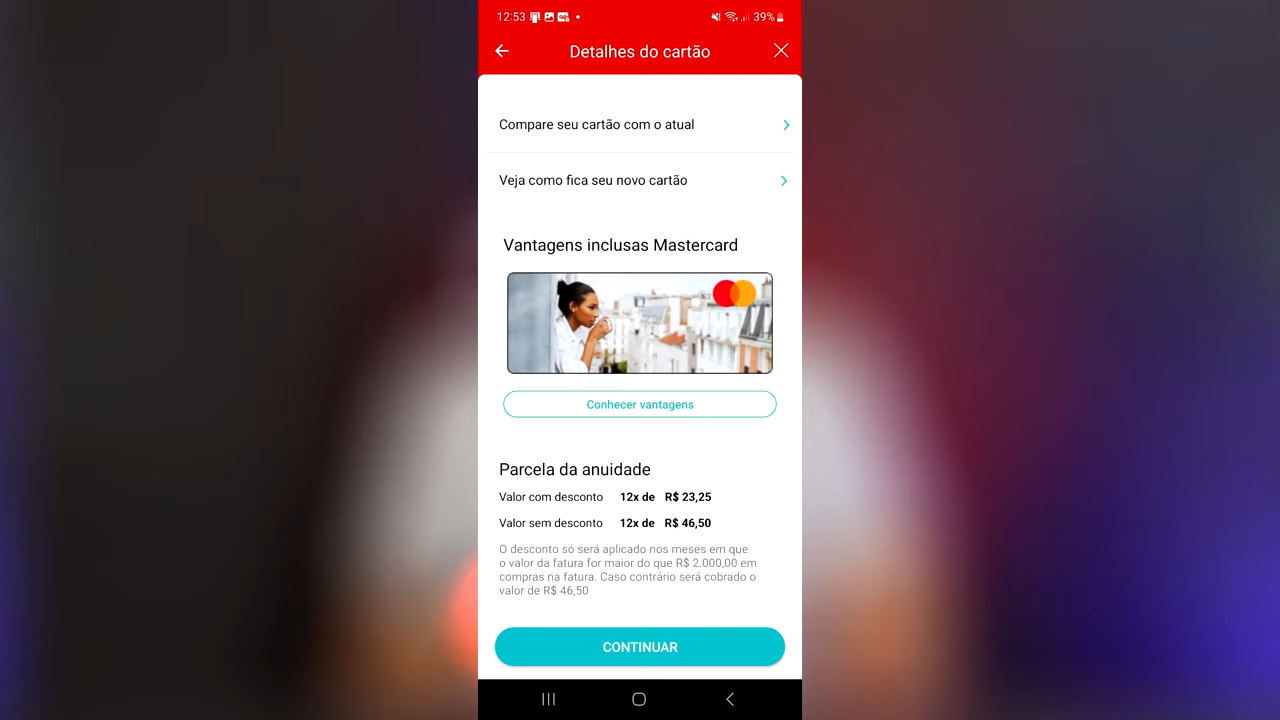 12:53
39%
Detalhes do cartão
Compare seu cartão com o atual
Veja como fica seu novo cartão
Vantagens inclusas Mastercard
Conhecer vantagens
Parcela da anuidade
Valor com desconto 12x de R$ 23,25
Valor sem desconto 12x de R$ 46,50
O desconto só será aplicado nos meses em que
o valor da fatura for maior do que R$ 2.000,00 em
compras na fatura. Caso contrário será cobrado o
valor de R$ 46,50
CONTINUAR